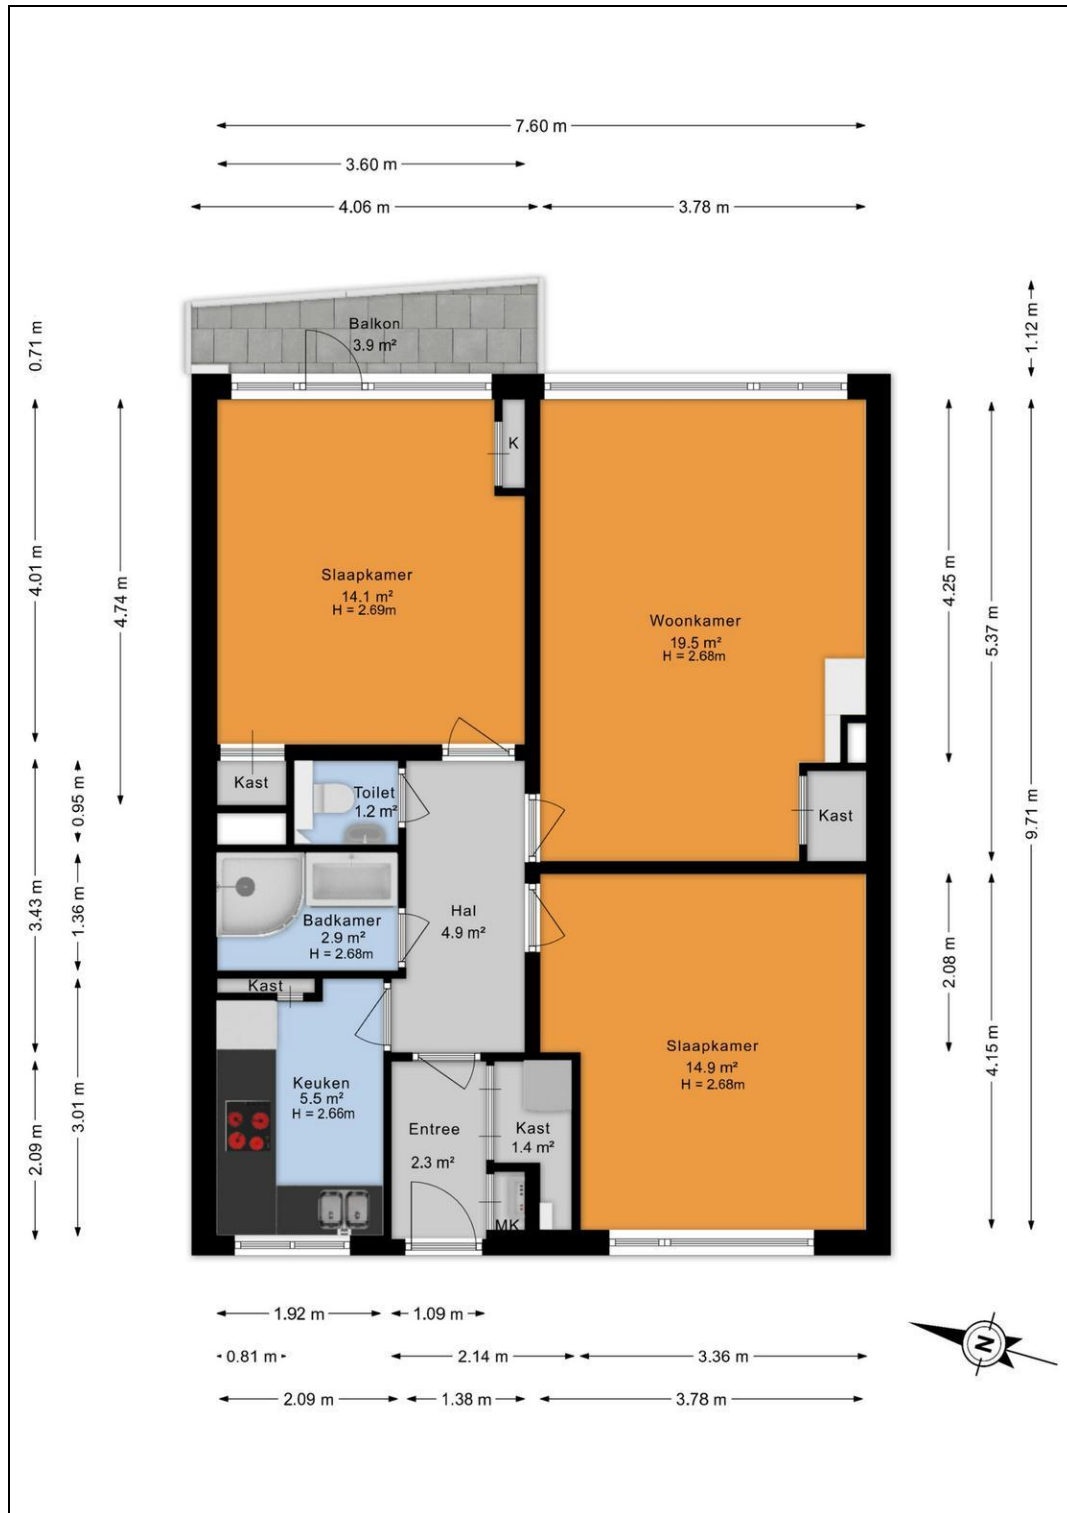 7.60 m
3.60 m
4.06 m
3.78 m
0.71 m
4.01 m
4.74 m
3.43 m
0.95 m
1.36 m
3.01 m
2.09 m
1.12 m
4.25 m
5.37 m
9.71 m
2.08 m
4.15 m
Balkon
3.9 m²
K
Slaapkamer
14.1 m²
H = 2.69m
Woonkamer
19.5 m²
H = 2.68m
Kast
Toilet
1.2 m²
Kast
Badkamer
2.9 m²
H = 2.68m
Hal
4.9 m²
Kast
Keuken
5.5 m²
H = 2.66m
Entree
2.3 m²
Kast
1.4 m²
MK
Slaapkamer
14.9 m²
H = 2.68m
1.92 m
1.09 m
0.81 m
2.14 m
3.36 m
2.09 m
1.38 m
3.78 m
N